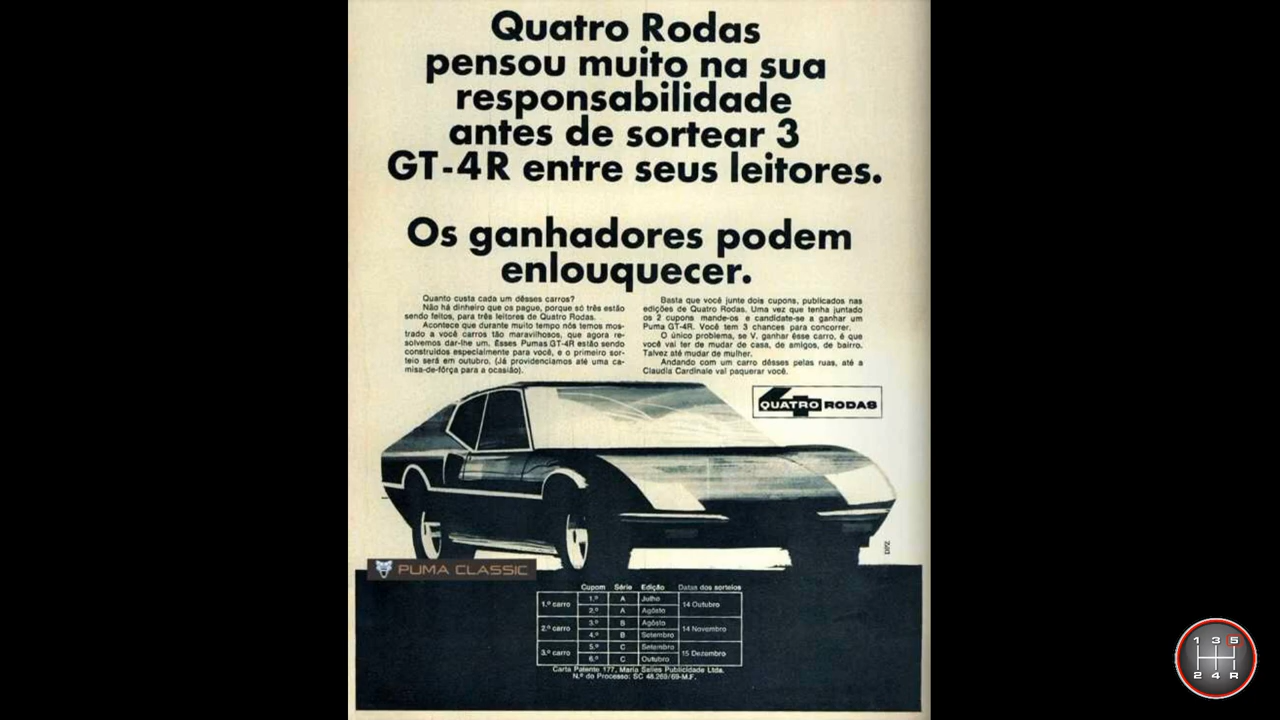 Quatro Rodas
pensou muito na sua
responsabilidade
antes de sortear 3
GT-4R entre seus leitores.
Os ganhadores podem
enlouquecer.
Quanto custa cada um dêsses carros?
Não há dinheiro que os pague, porque só três estão
sendo feitos, para três leitores de Quatro Rodas.
Acontece que durante muito tempo nós temos mos-
trado a você carros tão maravilhosos, que agora re-
solvemos dar-lhe um. Êsses Pumas GT-4R estão sendo
construídos especialmente para você, e o primeiro sor-
teio será em outubro. (Já providenciamos até uma ca-
misa-de-fôrça para a ocasião).
Basta que você junte dois cupons, publicados nas
edições de Quatro Rodas. Uma vez que tenha juntado
os 2 cupons mande-os e candidate-se a ganhar um
Puma GT-4R. Você tem 3 chances para concorrer.
O único problema, se V. ganhar êsse carro, é que
você vai ter de mudar de casa, de amigos, de bairro.
Talvez até mudar de mulher.
Andando com um carro dêsses pelas ruas, até a
Claudia Cardinale vai paquerar você.
QUATRO RODAS
DPZ
PUMA CLASSIC
Cupom Série Edição Datas dos sorteios
1.º carro 1.º A Julho 14 Outubro
2.º A Agôsto
2.º carro 3.º B Agôsto 14 Novembro
4.º B Setembro
3.º carro 5.º C Setembro 15 Dezembro
6.º C Outubro
Carta Patente 177, Maria Salles Publicidade Ltda.
N.º do Processo: SC 48.269/69-M.F.
1 3 5
2 4 R